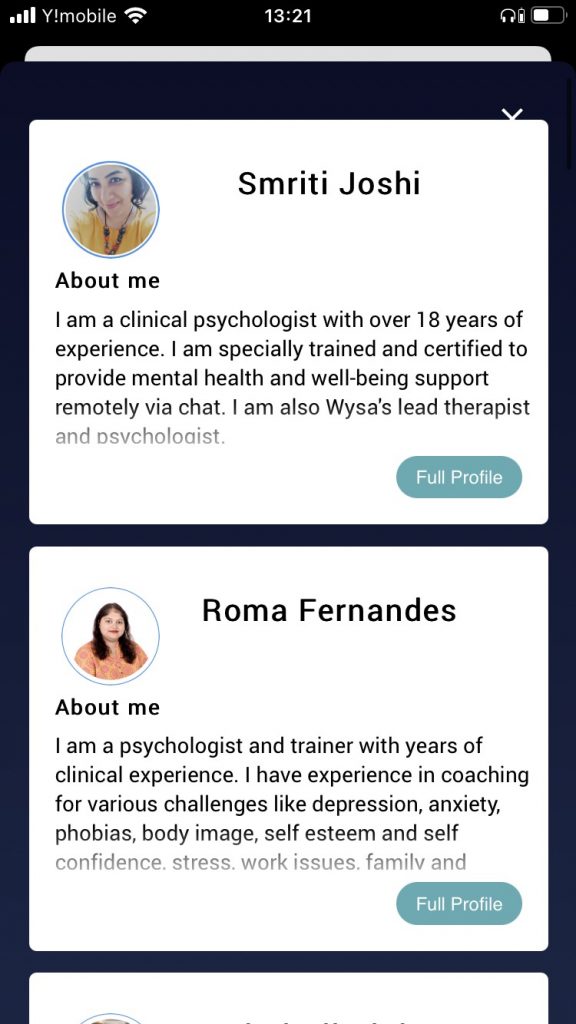 Y!mobile 13:21
Smriti Joshi
About me
I am a clinical psychologist with over 18 years of
experience. I am specially trained and certified to
provide mental health and well-being support
remotely via chat. I am also Wysa's lead therapist
and psychologist.
Full Profile
Roma Fernandes
About me
I am a psychologist and trainer with years of
clinical experience. I have experience in coaching
for various challenges like depression, anxiety,
phobias, body image, self esteem and self
confidence, stress, work issues, family and
Full Profile